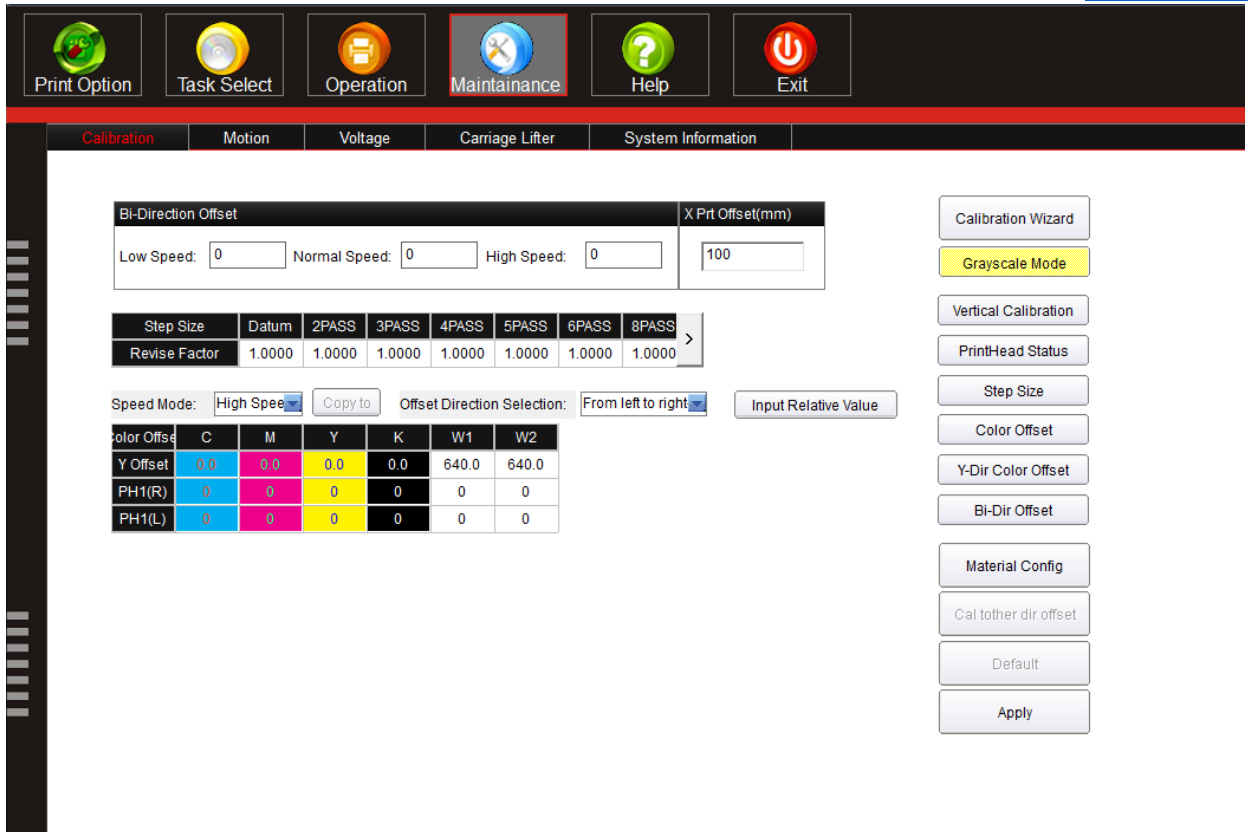 Print Option Task Select Operation Maintainance Help Exit
Calibration Motion Voltage Carriage Lifter System Information
Bi-Direction Offset X Prt Offset(mm)
Low Speed: 0 Normal Speed: 0 High Speed: 0 100
Step Size Datum 2PASS 3PASS 4PASS 5PASS 6PASS 8PASS >
Revise Factor 1.0000 1.0000 1.0000 1.0000 1.0000 1.0000 1.0000
Speed Mode: High Spee Copy to Offset Direction Selection: From left to right Input Relative Value
Color Offse C M Y K W1 W2
Y Offset 0.0 0.0 0.0 0.0 640.0 640.0
PH1(R) 0 0 0 0 0 0
PH1(L) 0 0 0 0 0 0
Calibration Wizard
Grayscale Mode
Vertical Calibration
PrintHead Status
Step Size
Color Offset
Y-Dir Color Offset
Bi-Dir Offset
Material Config
Cal tother dir offset
Default
Apply